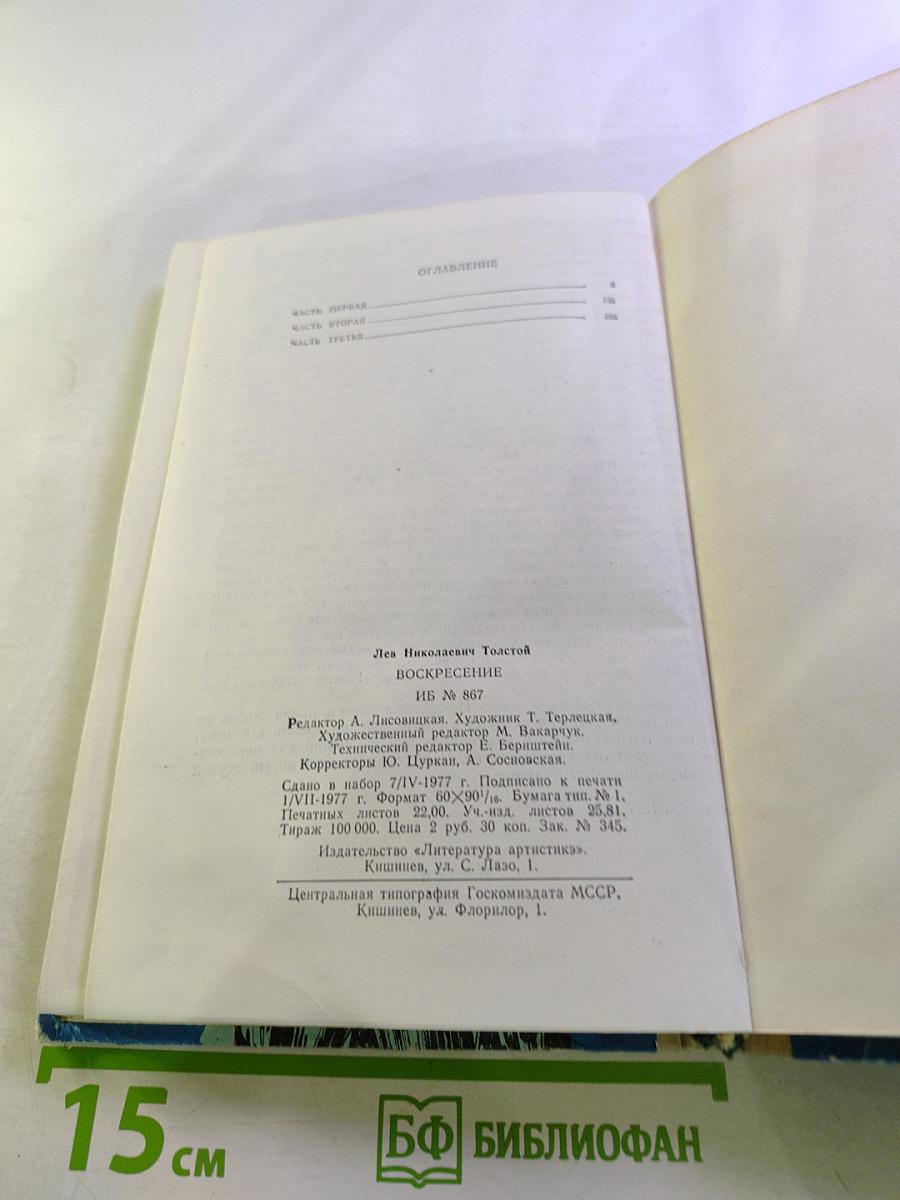 ОГЛАВЛЕНИЕ
ЧАСТЬ ПЕРВАЯ 3
ЧАСТЬ ВТОРАЯ
ЧАСТЬ ТРЕТЬЯ
Лев Николаевич Толстой
ВОСКРЕСЕНИЕ
ИБ № 867
Редактор А. Лисовицкая. Художник Т. Терлецкая.
Художественный редактор М. Вакарчук.
Технический редактор Е. Бернштейн.
Корректоры Ю. Цуркан, А. Сосновская.
Сдано в набор 7/IV-1977 г. Подписано к печати
1/VII-1977 г. Формат 60×90¹/₁₆. Бумага тип. № 1.
Печатных листов 22,00. Уч.-изд. листов 25,81.
Тираж 100 000. Цена 2 руб. 30 коп. Зак. № 345.
Издательство «Литература артистикэ».
Кишинев, ул. С. Лазо, 1.
Центральная типография Госкомиздата МССР,
Кишинев, ул. Флорилор, 1.
15 см
БФ БИБЛИОФАН